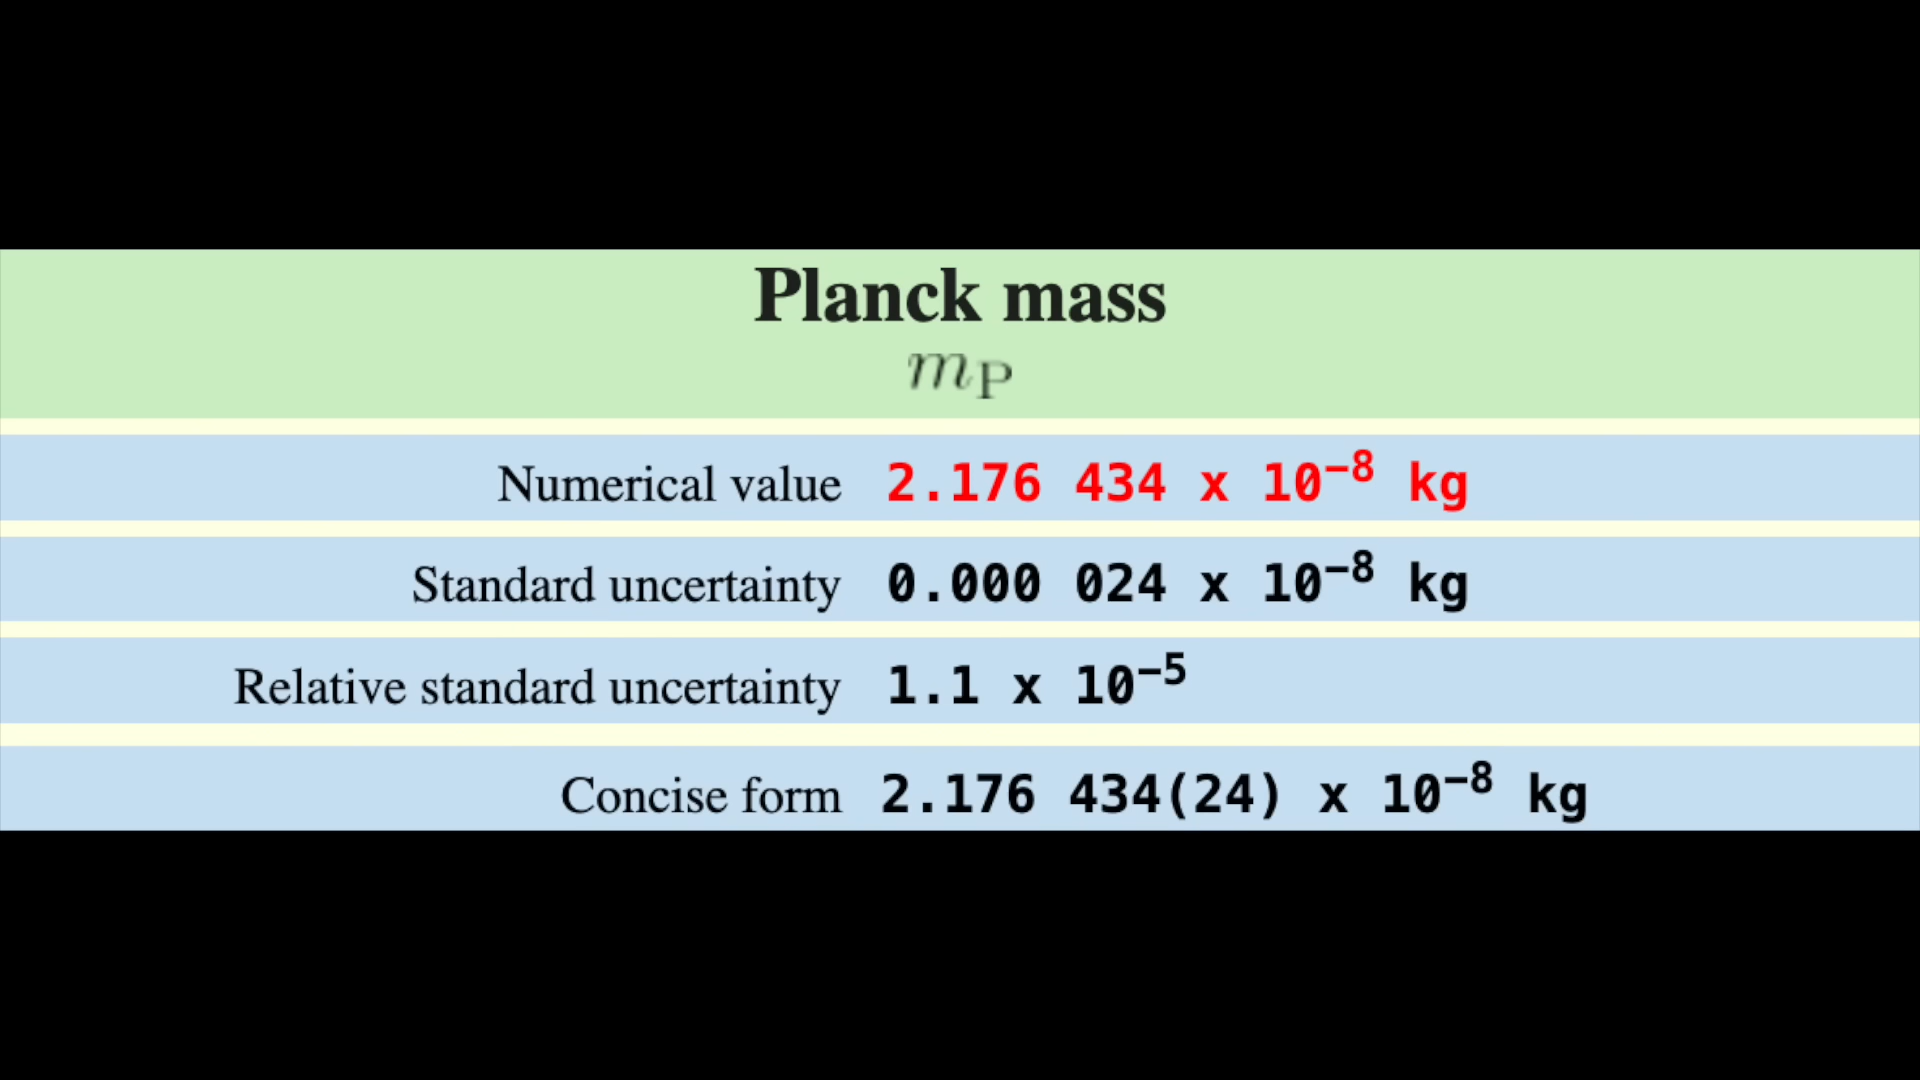 Planck mass
m_P
Numerical value 2.176 434 x 10⁻⁸ kg
Standard uncertainty 0.000 024 x 10⁻⁸ kg
Relative standard uncertainty 1.1 x 10⁻⁵
Concise form 2.176 434(24) x 10⁻⁸ kg